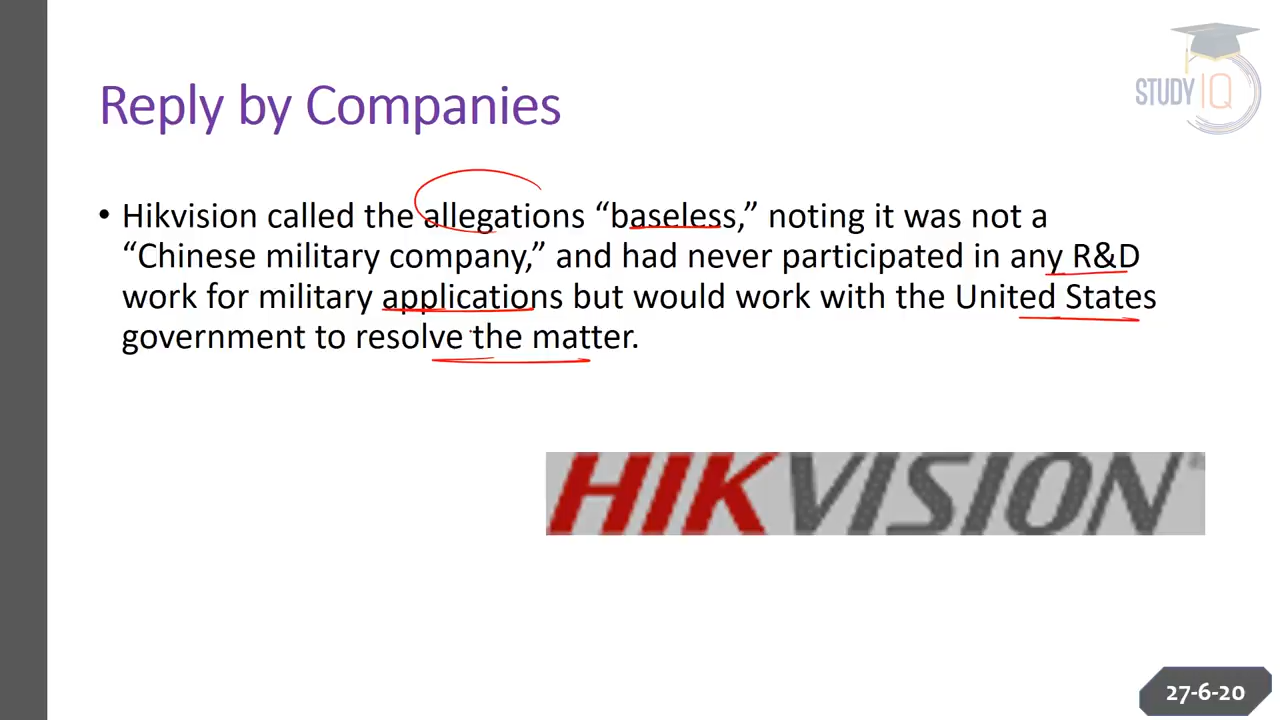 STUDY IQ
Reply by Companies
• Hikvision called the allegations “baseless,” noting it was not a
“Chinese military company,” and had never participated in any R&D
work for military applications but would work with the United States
government to resolve the matter.
HIKVISION
27-6-20